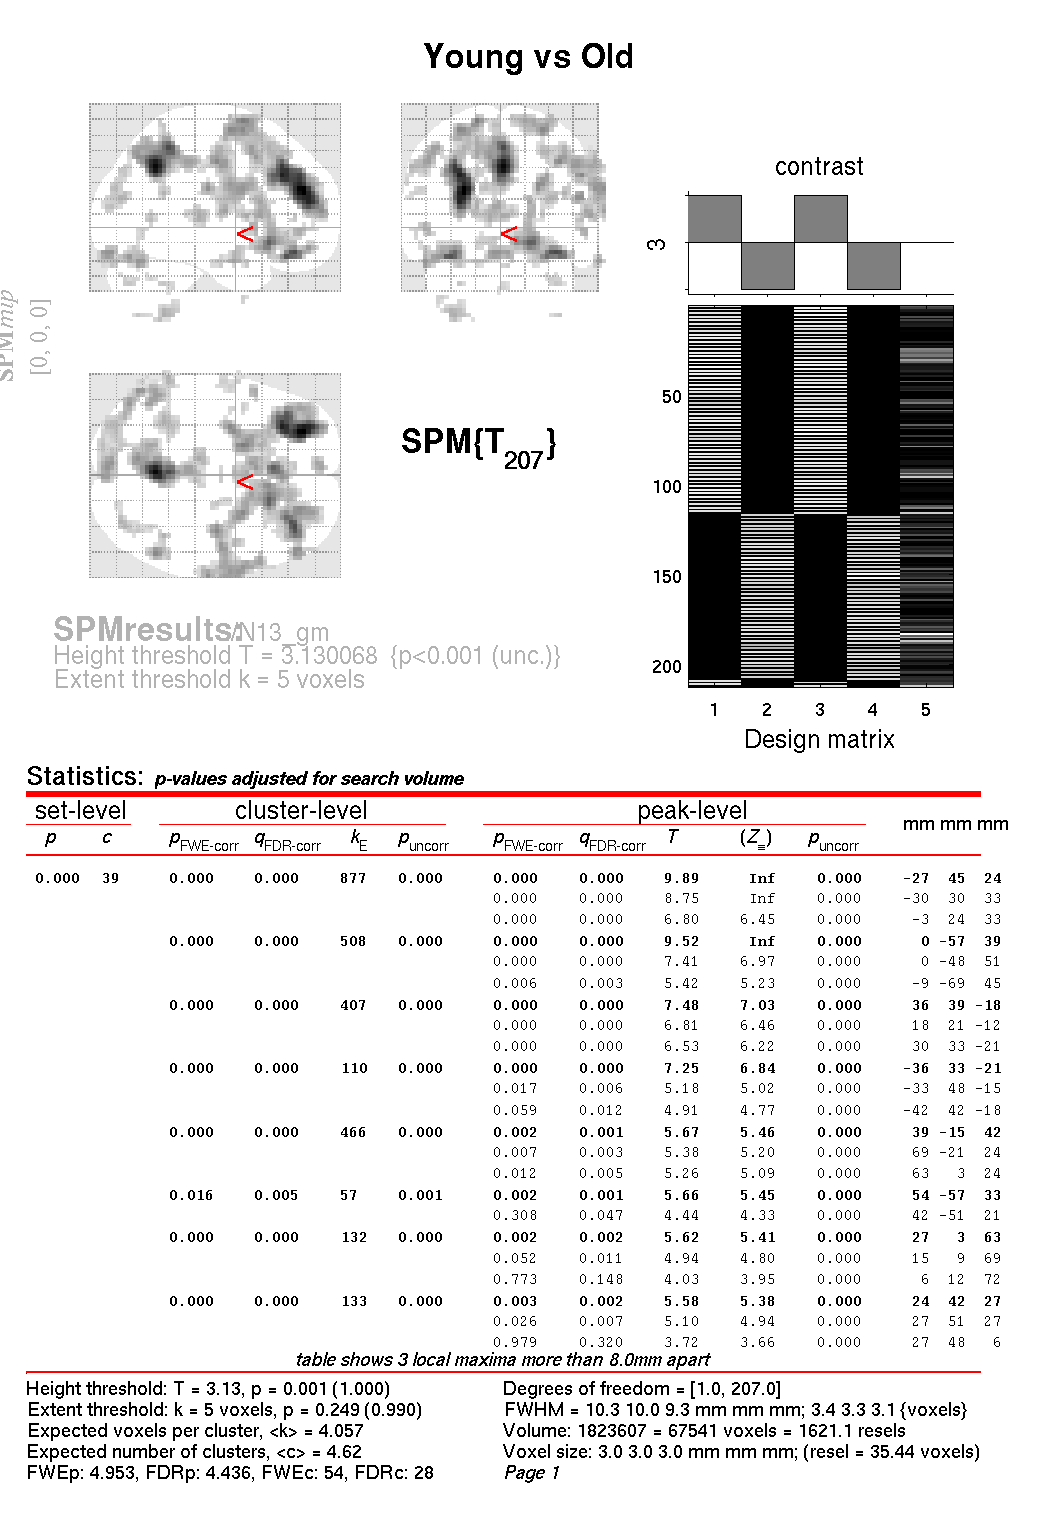 Young vs Old
SPMmip
[0, 0, 0]
<
<
<
contrast
3
SPM{T207}
50
100
150
200
1 2 3 4 5
Design matrix
SPMresults: ./N13_gm
Height threshold T = 3.130068 {p<0.001 (unc.)}
Extent threshold k = 5 voxels
Statistics: p-values adjusted for search volume
set-level cluster-level peak-level mm mm mm
p c pFWE-corr qFDR-corr kE puncorr pFWE-corr qFDR-corr T (Z≡) puncorr
0.000 39 0.000 0.000 877 0.000 0.000 0.000 9.89 Inf 0.000 -27 45 24
0.000 0.000 8.75 Inf 0.000 -30 30 33
0.000 0.000 6.80 6.45 0.000 -3 24 33
0.000 0.000 508 0.000 0.000 0.000 9.52 Inf 0.000 0 -57 39
0.000 0.000 7.41 6.97 0.000 0 -48 51
0.006 0.003 5.42 5.23 0.000 -9 -69 45
0.000 0.000 407 0.000 0.000 0.000 7.48 7.03 0.000 36 39 -18
0.000 0.000 6.81 6.46 0.000 18 21 -12
0.000 0.000 6.53 6.22 0.000 30 33 -21
0.000 0.000 110 0.000 0.000 0.000 7.25 6.84 0.000 -36 33 -21
0.017 0.006 5.18 5.02 0.000 -33 48 -15
0.059 0.012 4.91 4.77 0.000 -42 42 -18
0.000 0.000 466 0.000 0.002 0.001 5.67 5.46 0.000 39 -15 42
0.007 0.003 5.38 5.20 0.000 69 -21 24
0.012 0.005 5.26 5.09 0.000 63 3 24
0.016 0.005 57 0.001 0.002 0.001 5.66 5.45 0.000 54 -57 33
0.308 0.047 4.44 4.33 0.000 42 -51 21
0.000 0.000 132 0.000 0.002 0.002 5.62 5.41 0.000 27 3 63
0.052 0.011 4.94 4.80 0.000 15 9 69
0.773 0.148 4.03 3.95 0.000 6 12 72
0.000 0.000 133 0.000 0.003 0.002 5.58 5.38 0.000 24 42 27
0.026 0.007 5.10 4.94 0.000 27 51 27
0.979 0.320 3.72 3.66 0.000 27 48 6
table shows 3 local maxima more than 8.0mm apart
Height threshold: T = 3.13, p = 0.001 (1.000)
Extent threshold: k = 5 voxels, p = 0.249 (0.990)
Expected voxels per cluster, <k> = 4.057
Expected number of clusters, <c> = 4.62
FWEp: 4.953, FDRp: 4.436, FWEc: 54, FDRc: 28
Degrees of freedom = [1.0, 207.0]
FWHM = 10.3 10.0 9.3 mm mm mm; 3.4 3.3 3.1 {voxels}
Volume: 1823607 = 67541 voxels = 1621.1 resels
Voxel size: 3.0 3.0 3.0 mm mm mm; (resel = 35.44 voxels)
Page 1